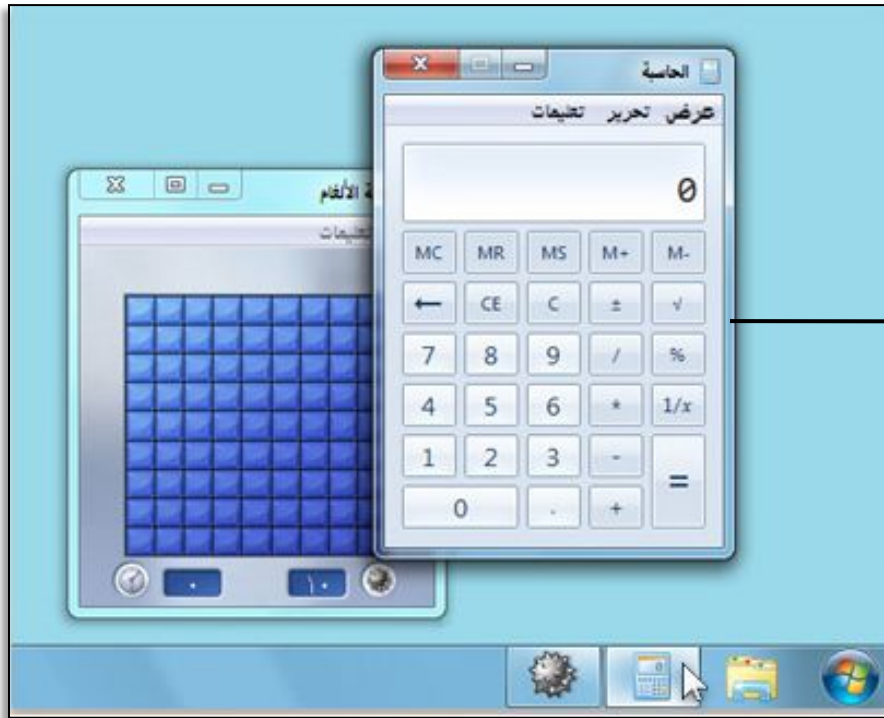 الحاسبة
عرض تحرير تعليمات
0
MC MR MS M+ M-
← CE C ± √
7 8 9 / %
4 5 6 * 1/x
1 2 3 - =
0 . +
الألغام
تعليمات
٠ ١٠